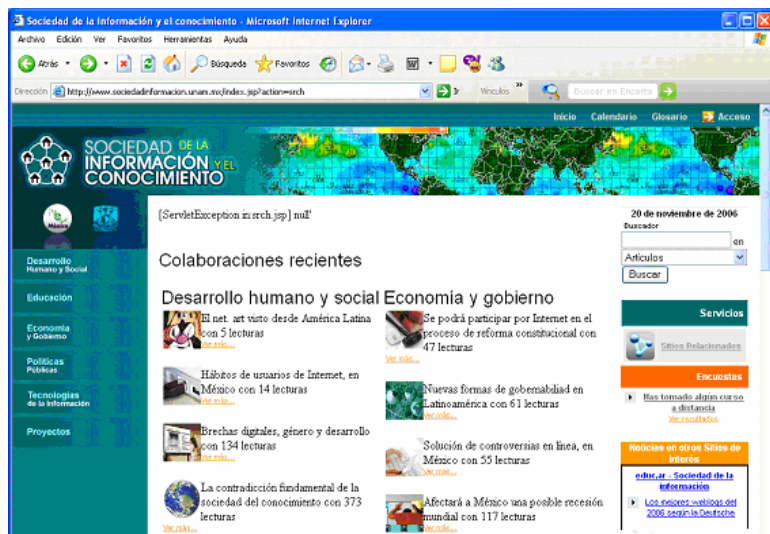 Sociedad de la Información y el conocimiento - Microsoft Internet Explorer
Archivo Edición Ver Favoritos Herramientas Ayuda
Atrás Búsqueda Favoritos
Dirección http://www.sociedadinformacion.unam.mx/index.jsp?action=srch Ir Vínculos » Buscar en Encarta
Inicio Calendario Glosario Acceso
SOCIEDAD DE LA
INFORMACIÓN Y EL
CONOCIMIENTO
México
[ServletException in:srch.jsp] null'
20 de noviembre de 2006
Buscador
en
Artículos
Buscar
Desarrollo
Humano y Social
Educación
Economía
y Gobierno
Políticas
Públicas
Tecnologías
de la Información
Proyectos
Colaboraciones recientes
Desarrollo humano y social
El net. art visto desde América Latina
con 5 lecturas
Ver más...
Hábitos de usuarios de Internet, en
México con 14 lecturas
Ver más...
Brechas digitales, género y desarrollo
con 134 lecturas
Ver más...
La contradicción fundamental de la
sociedad del conocimiento con 373
lecturas
Ver más...
Economía y gobierno
Se podrá participar por Internet en el
proceso de reforma constitucional con
47 lecturas
Ver más...
Nuevas formas de gobernabiliad en
Latinoamérica con 61 lecturas
Ver más...
Solución de controversias en línea, en
México con 55 lecturas
Ver más...
Afectará a México una posible recesión
mundial con 117 lecturas
Ver más...
Servicios
Sitios Relacionados
Encuestas
Has tomado algún curso
a distancia
Ver resultados
Noticias en otros Sitios de
interés
educ.ar - Sociedad de la
información
Los mejores weblogs del
2006 según la Deutsche